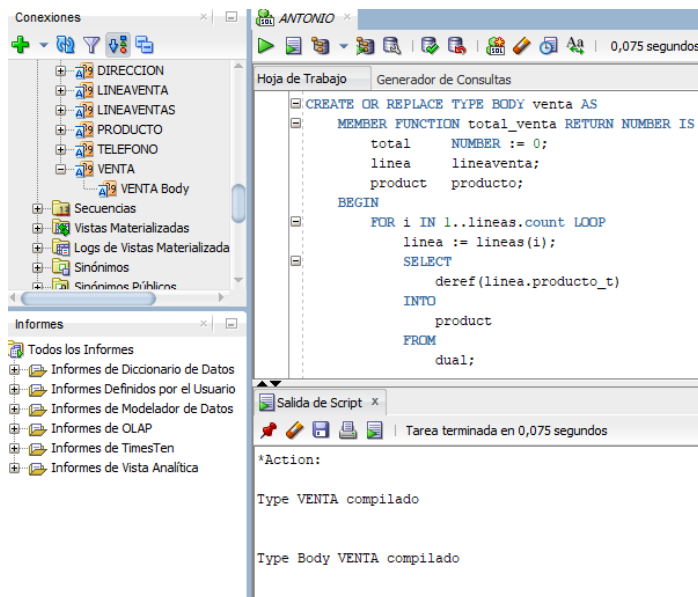 Conexiones
DIRECCION
LINEAVENTA
LINEAVENTAS
PRODUCTO
TELEFONO
VENTA
VENTA Body
Secuencias
Vistas Materializadas
Logs de Vistas Materializada
Sinónimos
Sinónimos Públicos
Informes
Todos los Informes
Informes de Diccionario de Datos
Informes Definidos por el Usuario
Informes de Modelador de Datos
Informes de OLAP
Informes de TimesTen
Informes de Vista Analítica
ANTONIO
0,075 segundos
Hoja de Trabajo Generador de Consultas
CREATE OR REPLACE TYPE BODY venta AS
MEMBER FUNCTION total_venta RETURN NUMBER IS
total NUMBER := 0;
linea lineaventa;
product producto;
BEGIN
FOR i IN 1..lineas.count LOOP
linea := lineas(i);
SELECT
deref(linea.producto_t)
INTO
product
FROM
dual;
Salida de Script x
Tarea terminada en 0,075 segundos
*Action:
Type VENTA compilado
Type Body VENTA compilado